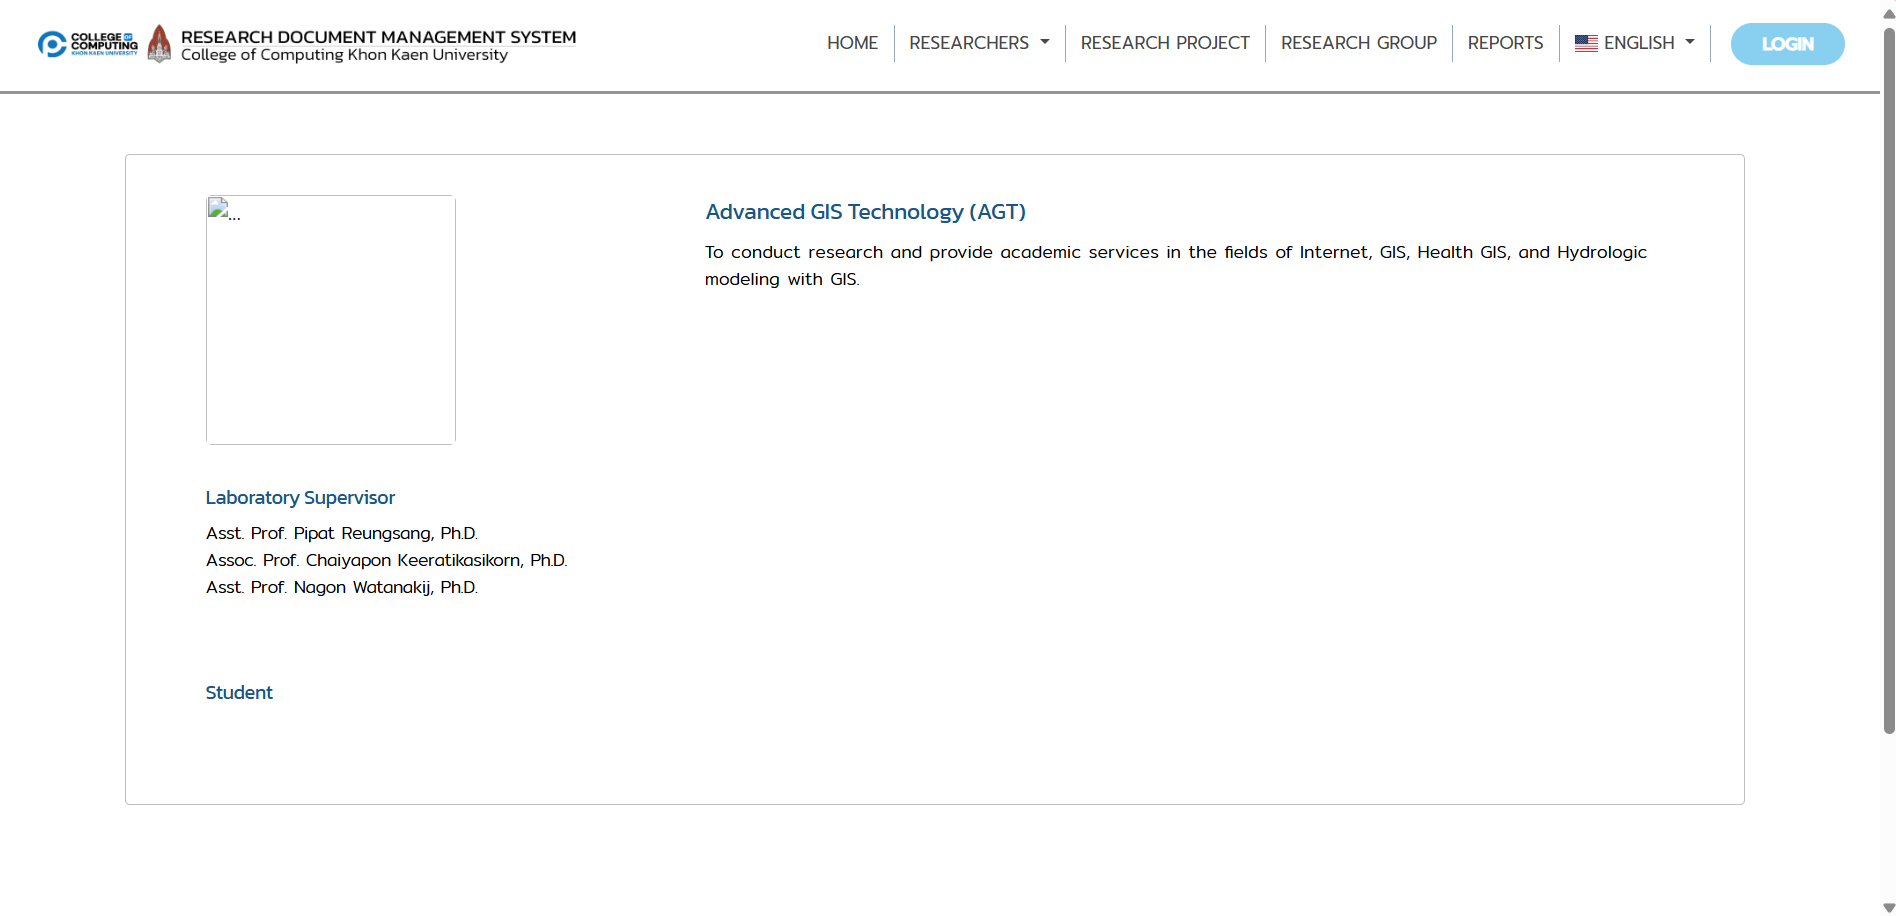 COLLEGE OF
COMPUTING
KHON KAEN UNIVERSITY
RESEARCH DOCUMENT MANAGEMENT SYSTEM
College of Computing Khon Kaen University
HOME
RESEARCHERS
RESEARCH PROJECT
RESEARCH GROUP
REPORTS
ENGLISH
LOGIN
...
Advanced GIS Technology (AGT)
To conduct research and provide academic services in the fields of Internet, GIS, Health GIS, and Hydrologic
modeling with GIS.
Laboratory Supervisor
Asst. Prof. Pipat Reungsang, Ph.D.
Assoc. Prof. Chaiyapon Keeratikasikorn, Ph.D.
Asst. Prof. Nagon Watanakij, Ph.D.
Student